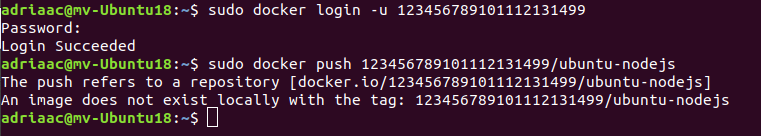 adriaac@mv-Ubuntu18:~$ sudo docker login -u 123456789101112131499
Password:
Login Succeeded
adriaac@mv-Ubuntu18:~$ sudo docker push 123456789101112131499/ubuntu-nodejs
The push refers to a repository [docker.io/123456789101112131499/ubuntu-nodejs]
An image does not exist locally with the tag: 123456789101112131499/ubuntu-nodejs
adriaac@mv-Ubuntu18:~$